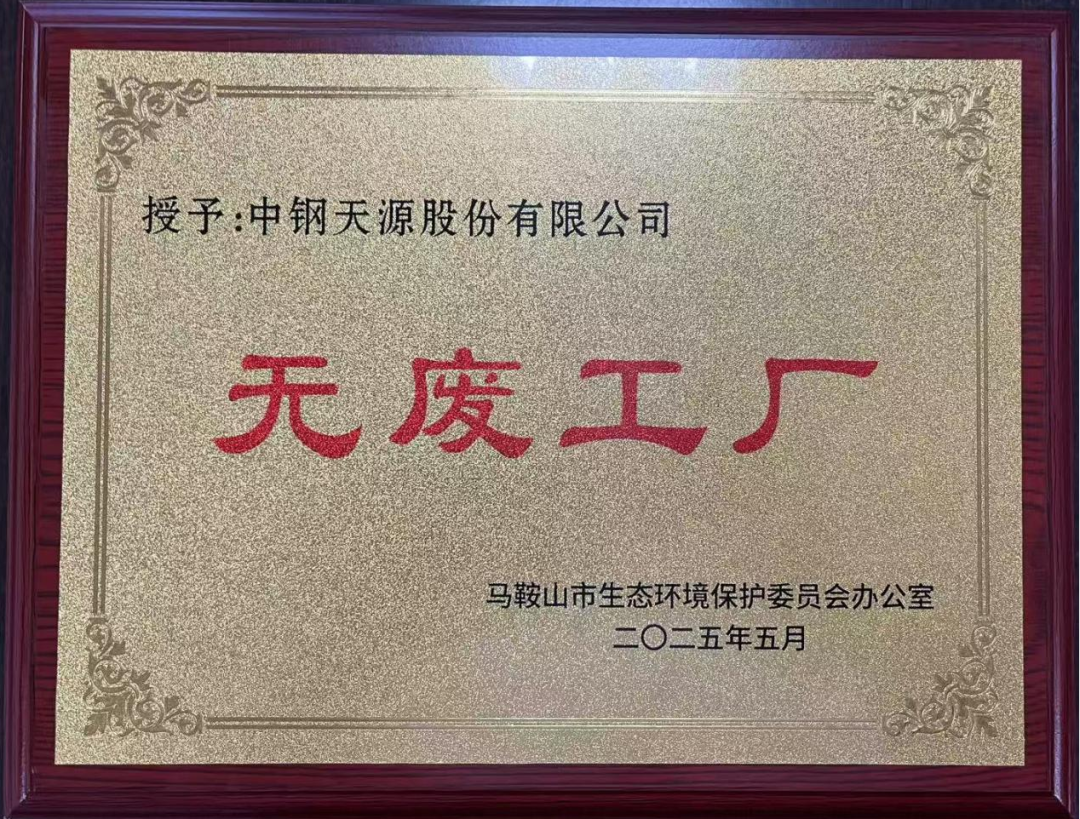 授予:中钢天源股份有限公司
无废工厂
马鞍山市生态环境保护委员会办公室
二〇二五年五月